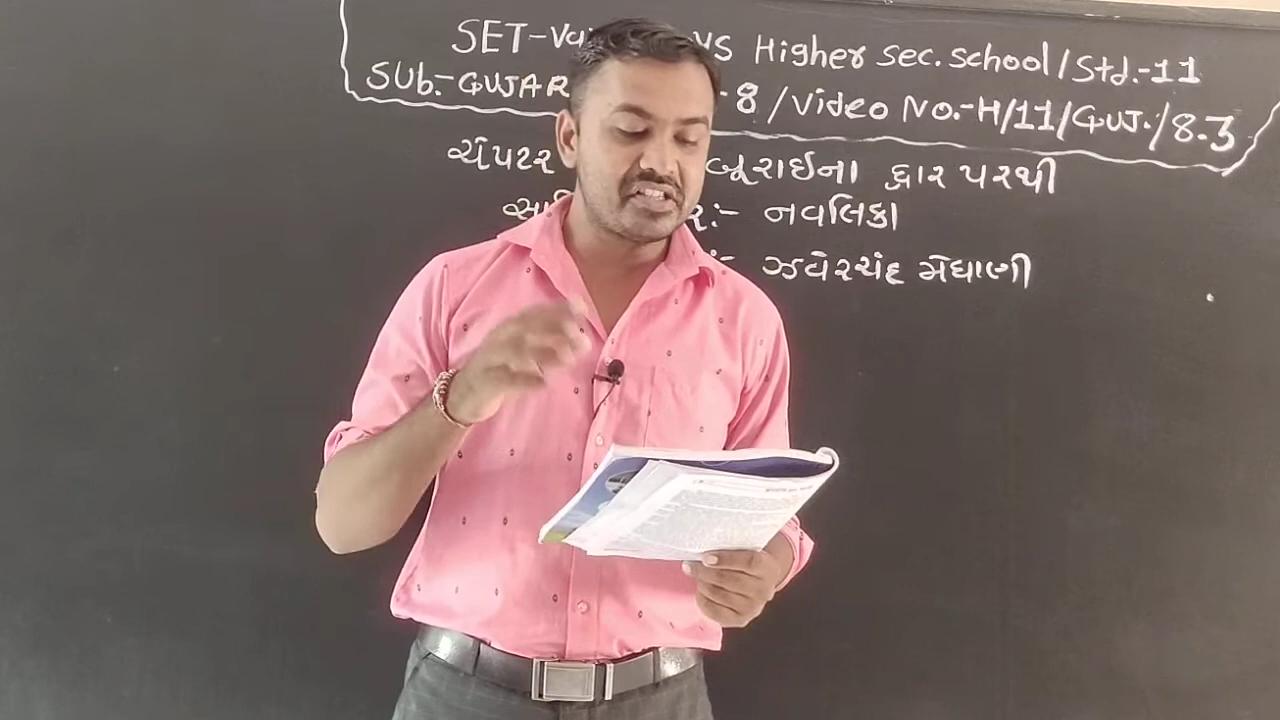 SET- VS Higher sec. school / Std.-11
SUb.- GUJAR -8 / Video No.-H/11/GUJ./8.3
ચેપ્ટર બૂરાઈના દ્વાર પરથી
નવલિકા
ઝવેરચંદ મેઘાણી